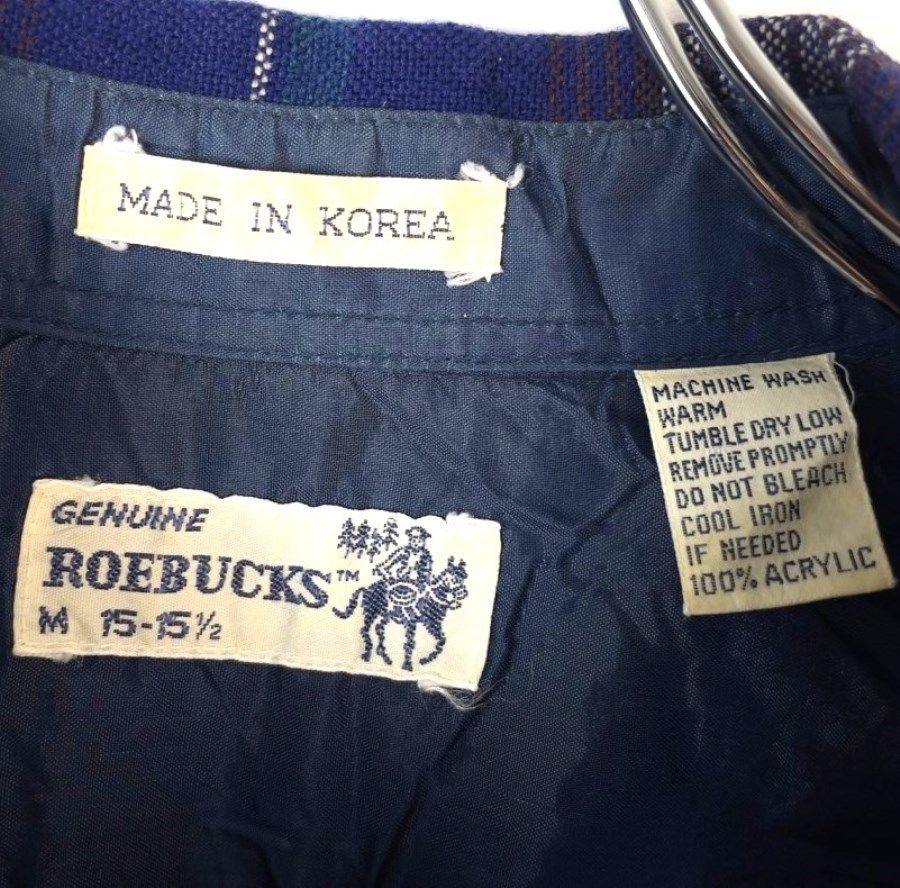 MADE IN KOREA
GENUINE
ROEBUCKS™
M 15-15½
MACHINE WASH
WARM
TUMBLE DRY LOW
REMOVE PROMPTLY
DO NOT BLEACH
COOL IRON
IF NEEDED
100% ACRYLIC